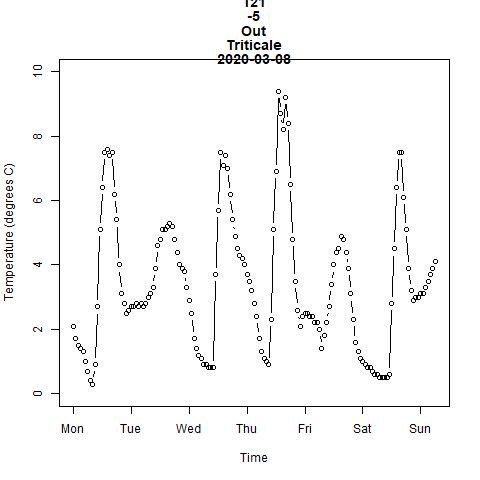 121
-5
Out
Triticale
2020-03-08
Temperature (degrees C)
10
8
6
4
2
0
Mon Tue Wed Thu Fri Sat Sun
Time